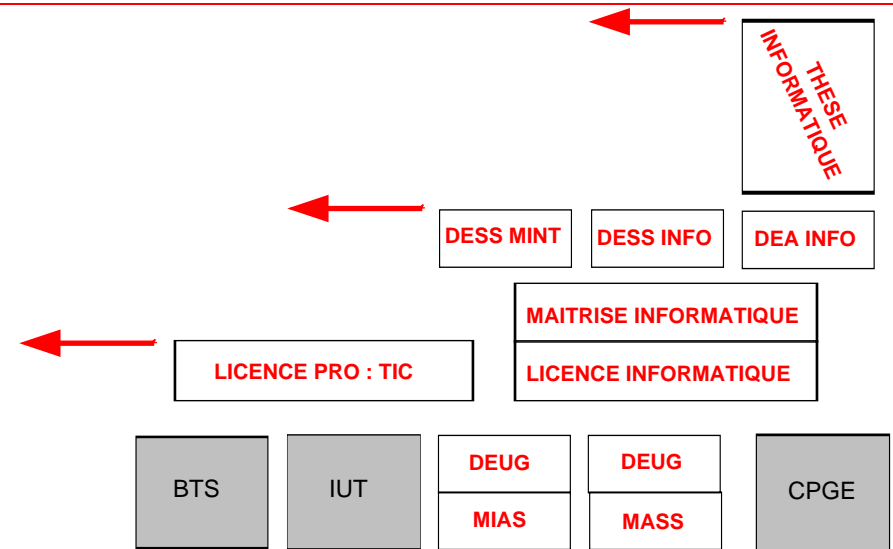 THESE
INFORMATIQUE
DESS MINT
DESS INFO
DEA INFO
MAITRISE INFORMATIQUE
LICENCE PRO : TIC
LICENCE INFORMATIQUE
BTS
IUT
DEUG
MIAS
DEUG
MASS
CPGE